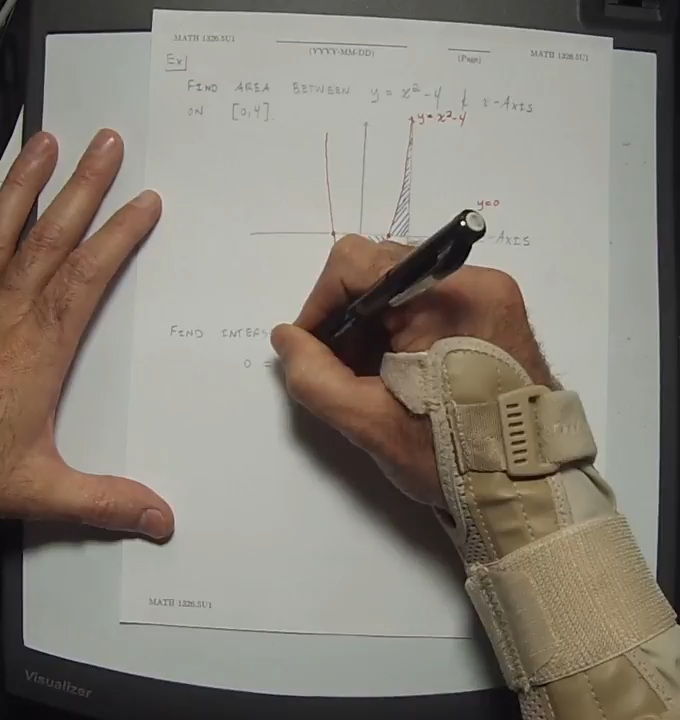 MATH 1326.SU1
(YYYY-MM-DD)
(Page)
MATH 1326.SU1
Ex
FIND AREA BETWEEN y = x² - 4 & x-AXIS
ON [0,4].
y = x² - 4
y=0
-AXIS
FIND INTERS
0 =
MATH 1326.SU1
Visualizer